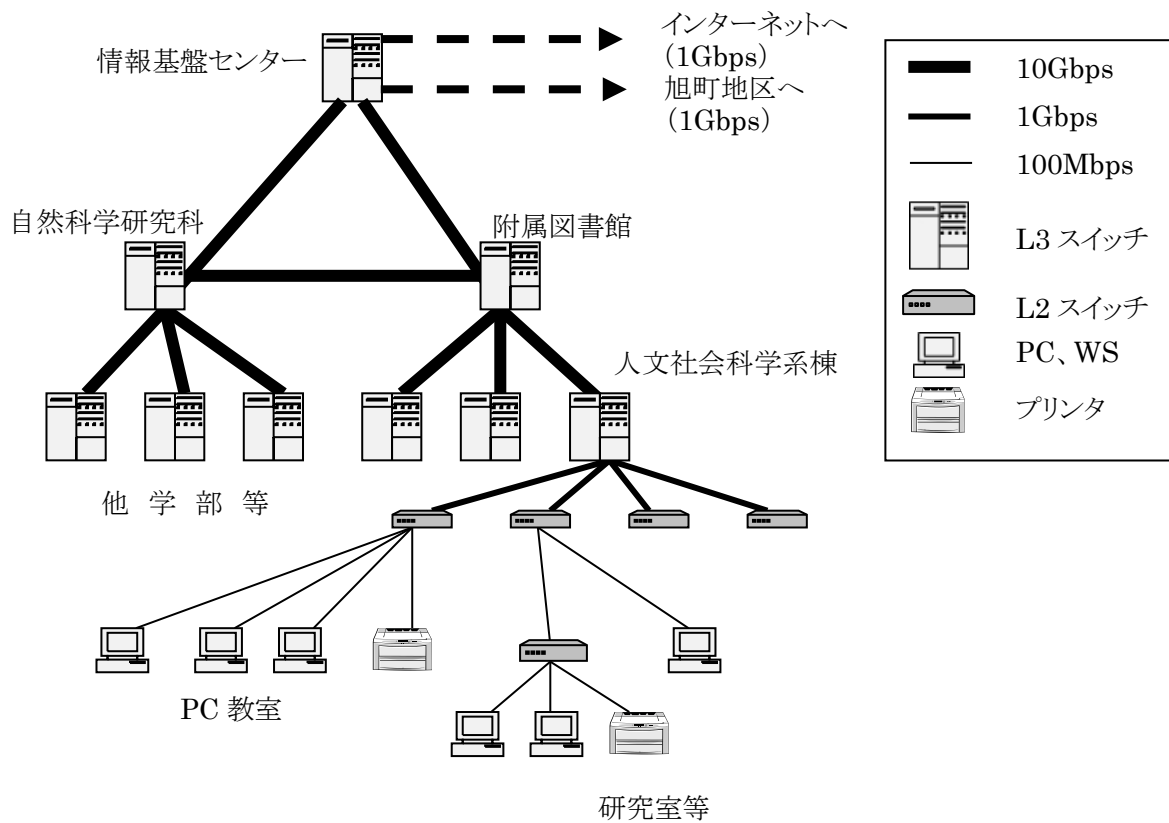 情報基盤センター
インターネットへ
(1Gbps)
旭町地区へ
(1Gbps)
10Gbps
1Gbps
100Mbps
L3 スイッチ
L2 スイッチ
PC、WS
プリンタ
自然科学研究科
附属図書館
人文社会科学系棟
他 学 部 等
PC 教室
研究室等